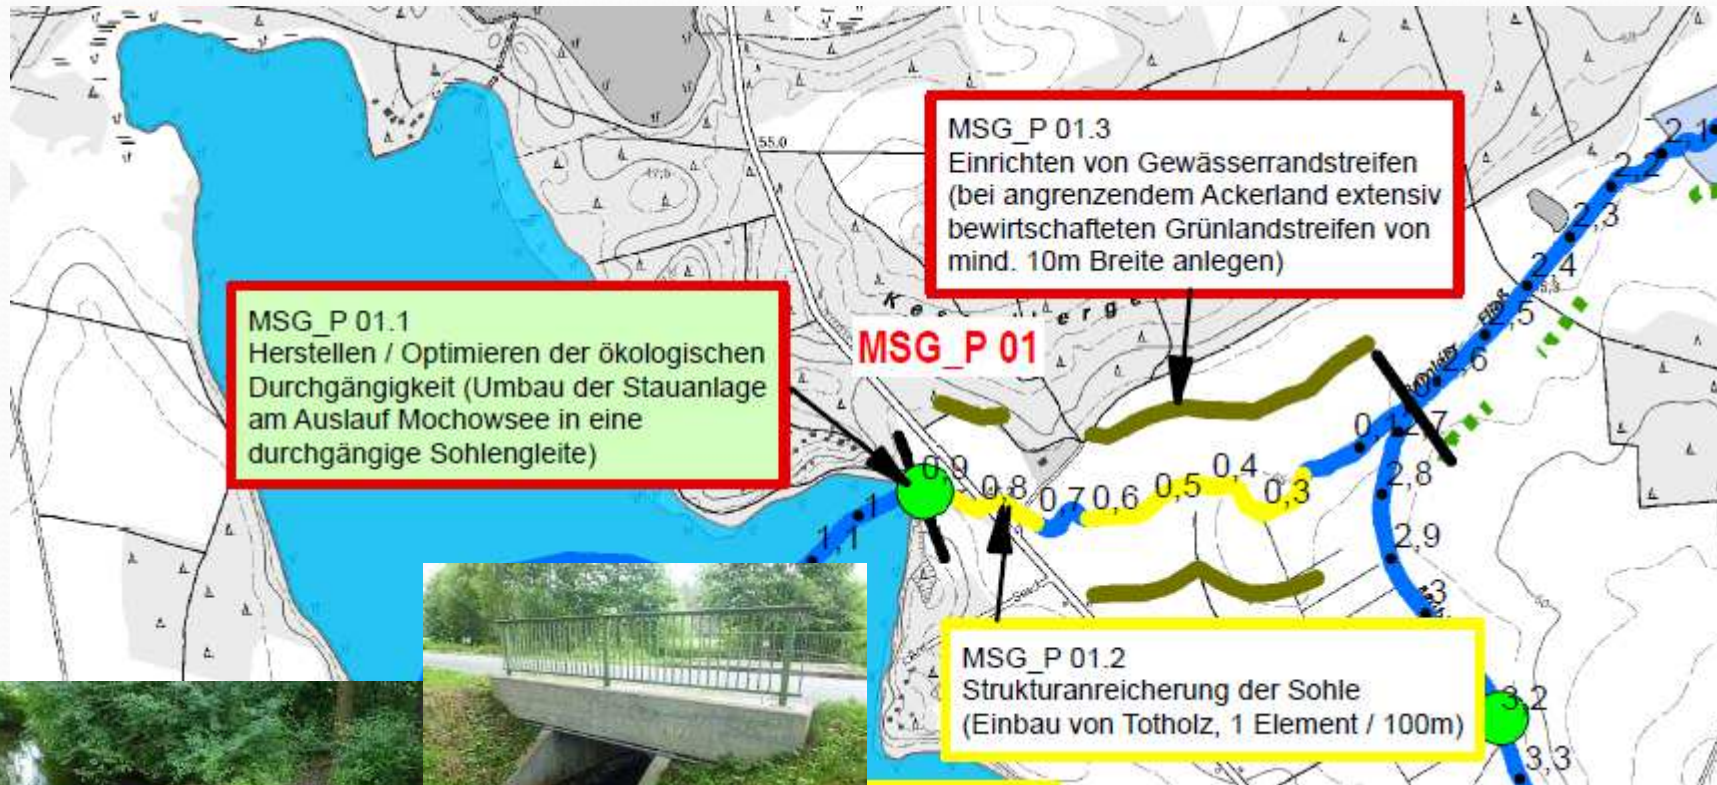 MSG_P 01.3
Einrichten von Gewässerrandstreifen
(bei angrenzendem Ackerland extensiv
bewirtschafteten Grünlandstreifen von
mind. 10m Breite anlegen)
MSG_P 01.1
Herstellen / Optimieren der ökologischen
Durchgängigkeit (Umbau der Stauanlage
am Auslauf Mochowsee in eine
durchgängige Sohlengleite)
MSG_P 01
MSG_P 01.2
Strukturanreicherung der Sohle
(Einbau von Totholz, 1 Element / 100m)
55.0
2,1
2,2
2,3
2,4
2,5
2,6
2,7
2,8
2,9
3
3,2
3,3
0,9
0,8
0,7
0,6
0,5
0,4
0,3
1
1,1